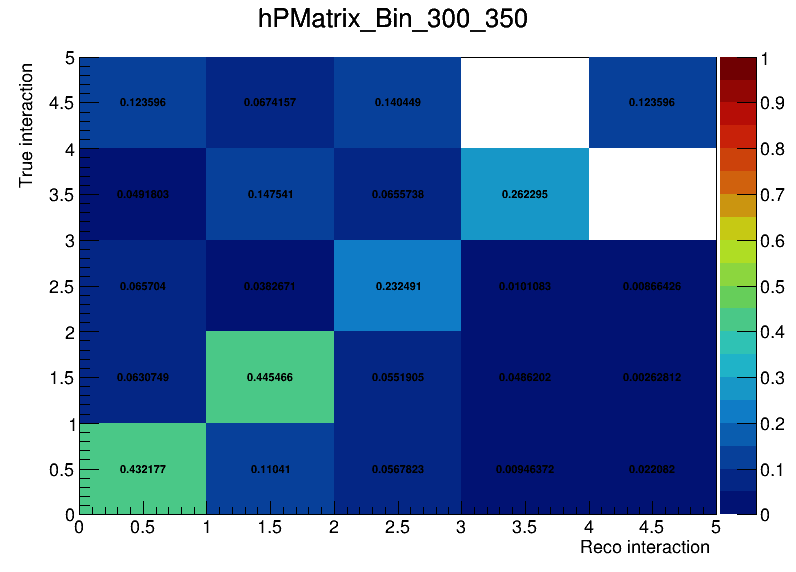 hPMatrix_Bin_300_350
True interaction
5
4.5
4
3.5
3
2.5
2
1.5
1
0.5
0
0.123596 0.0674157 0.140449 0.123596
0.0491803 0.147541 0.0655738 0.262295
0.065704 0.0382671 0.232491 0.0101083 0.00866426
0.0630749 0.445466 0.0551905 0.0486202 0.00262812
0.432177 0.11041 0.0567823 0.00946372 0.022082
0 0.5 1 1.5 2 2.5 3 3.5 4 4.5 5
Reco interaction
1
0.9
0.8
0.7
0.6
0.5
0.4
0.3
0.2
0.1
0